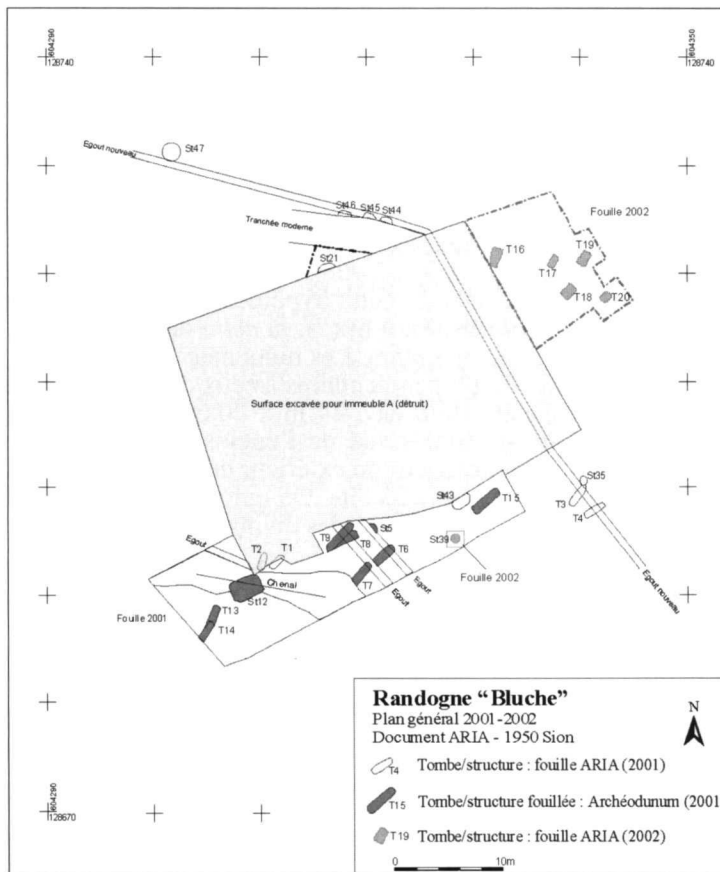 604290
128740
604350
128740
Egout nouveau
St47
St46
St45
St44
Tranchée moderne
St21
Fouille 2002
T16
T17
T19
T18
T20
Surface excavée pour immeuble A (détruit)
St35
T3
T4
St43
T15
St39
Fouille 2002
Egout nouveau
Egout
T2
T1
T9
T8
St5
T6
T7
Egout
Egout
Chenal
St12
T13
T14
Fouille 2001
604290
128670
Randogne "Bluche"
Plan général 2001-2002
Document ARIA - 1950 Sion
N
T4 Tombe/structure : fouille ARIA (2001)
T15 Tombe/structure fouillée : Archéodunum (2001
T19 Tombe/structure : fouille ARIA (2002)
0 10m